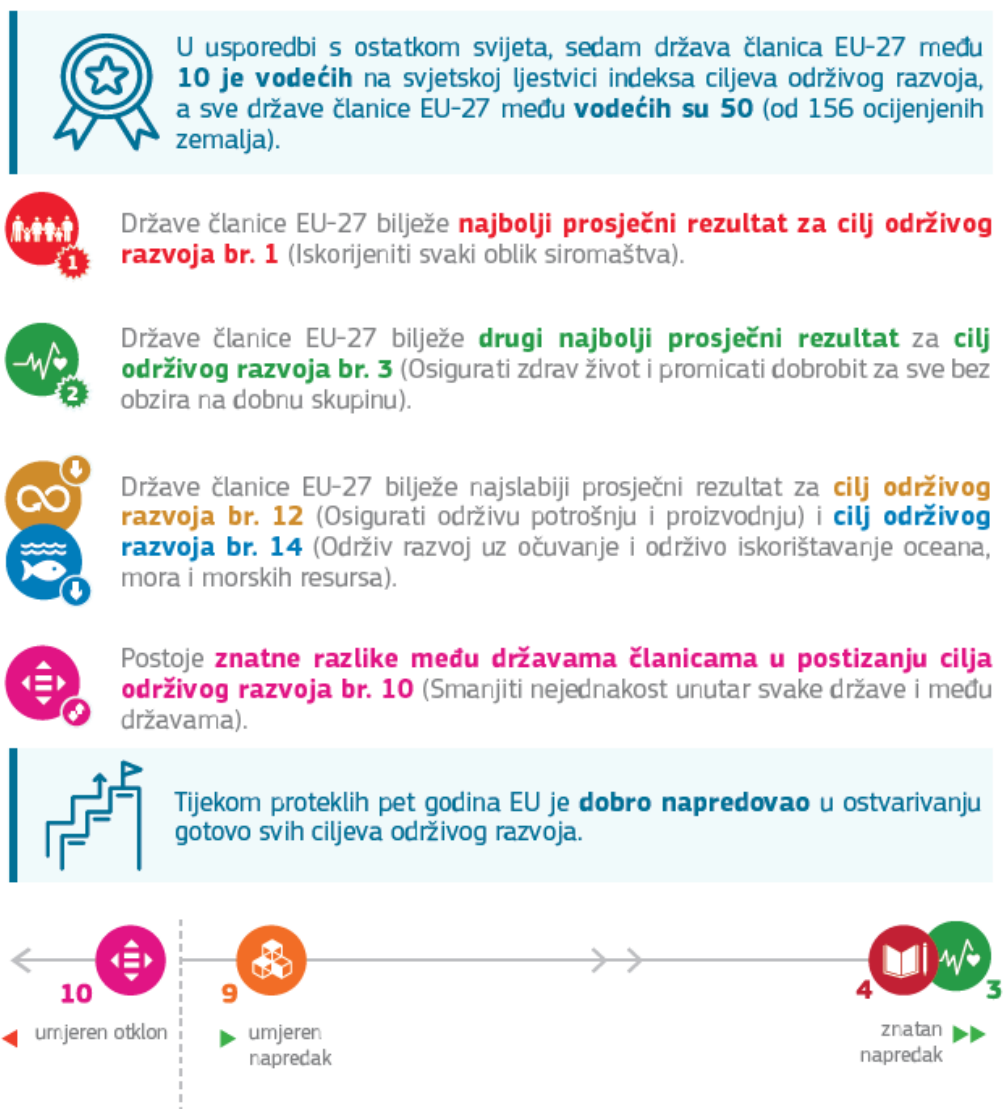 U usporedbi s ostatkom svijeta, sedam država članica EU-27 među
10 je vodećih na svjetskoj ljestvici indeksa ciljeva održivog razvoja,
a sve države članice EU-27 među vodećih su 50 (od 156 ocijenjenih
zemalja).
Države članice EU-27 bilježe najbolji prosječni rezultat za cilj održivog
razvoja br. 1 (Iskorijeniti svaki oblik siromaštva).
1
Države članice EU-27 bilježe drugi najbolji prosječni rezultat za cilj
održivog razvoja br. 3 (Osigurati zdrav život i promicati dobrobit za sve bez
obzira na dobnu skupinu).
2
Države članice EU-27 bilježe najslabiji prosječni rezultat za cilj održivog
razvoja br. 12 (Osigurati održivu potrošnju i proizvodnju) i cilj održivog
razvoja br. 14 (Održiv razvoj uz očuvanje i održivo iskorištavanje oceana,
mora i morskih resursa).
Postoje znatne razlike među državama članicama u postizanju cilja
održivog razvoja br. 10 (Smanjiti nejednakost unutar svake države i među
državama).
Tijekom proteklih pet godina EU je dobro napredovao u ostvarivanju
gotovo svih ciljeva održivog razvoja.
10
umjeren otklon
9
umjeren
napredak
4
3
znatan
napredak